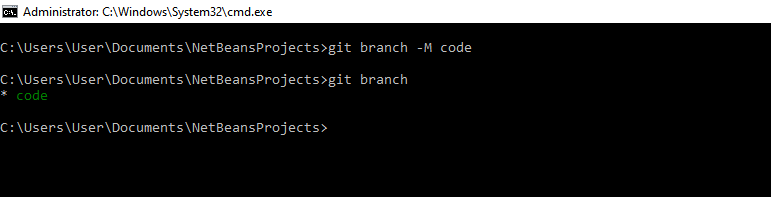 Administrator: C:\Windows\System32\cmd.exe
C:\Users\User\Documents\NetBeansProjects>git branch -M code
C:\Users\User\Documents\NetBeansProjects>git branch
* code
C:\Users\User\Documents\NetBeansProjects>